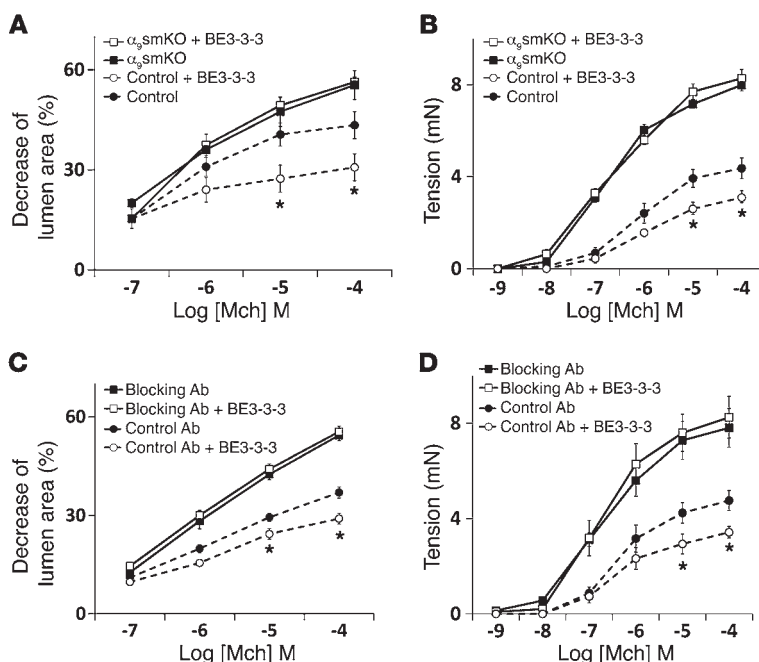 A
α9smKO + BE3-3-3
α9smKO
Control + BE3-3-3
Control
Decrease of
lumen area (%)
60
30
0
-7 -6 -5 -4
* *
Log [Mch] M
B
α9smKO + BE3-3-3
α9smKO
Control + BE3-3-3
Control
Tension (mN)
8
4
0
-9 -8 -7 -6 -5 -4
* *
Log [Mch] M
C
Blocking Ab
Blocking Ab + BE3-3-3
Control Ab
Control Ab + BE3-3-3
Decrease of
lumen area (%)
60
30
0
-7 -6 -5 -4
* *
Log [Mch] M
D
Blocking Ab
Blocking Ab + BE3-3-3
Control Ab
Control Ab + BE3-3-3
Tension (mN)
8
4
0
-9 -8 -7 -6 -5 -4
* *
Log [Mch] M